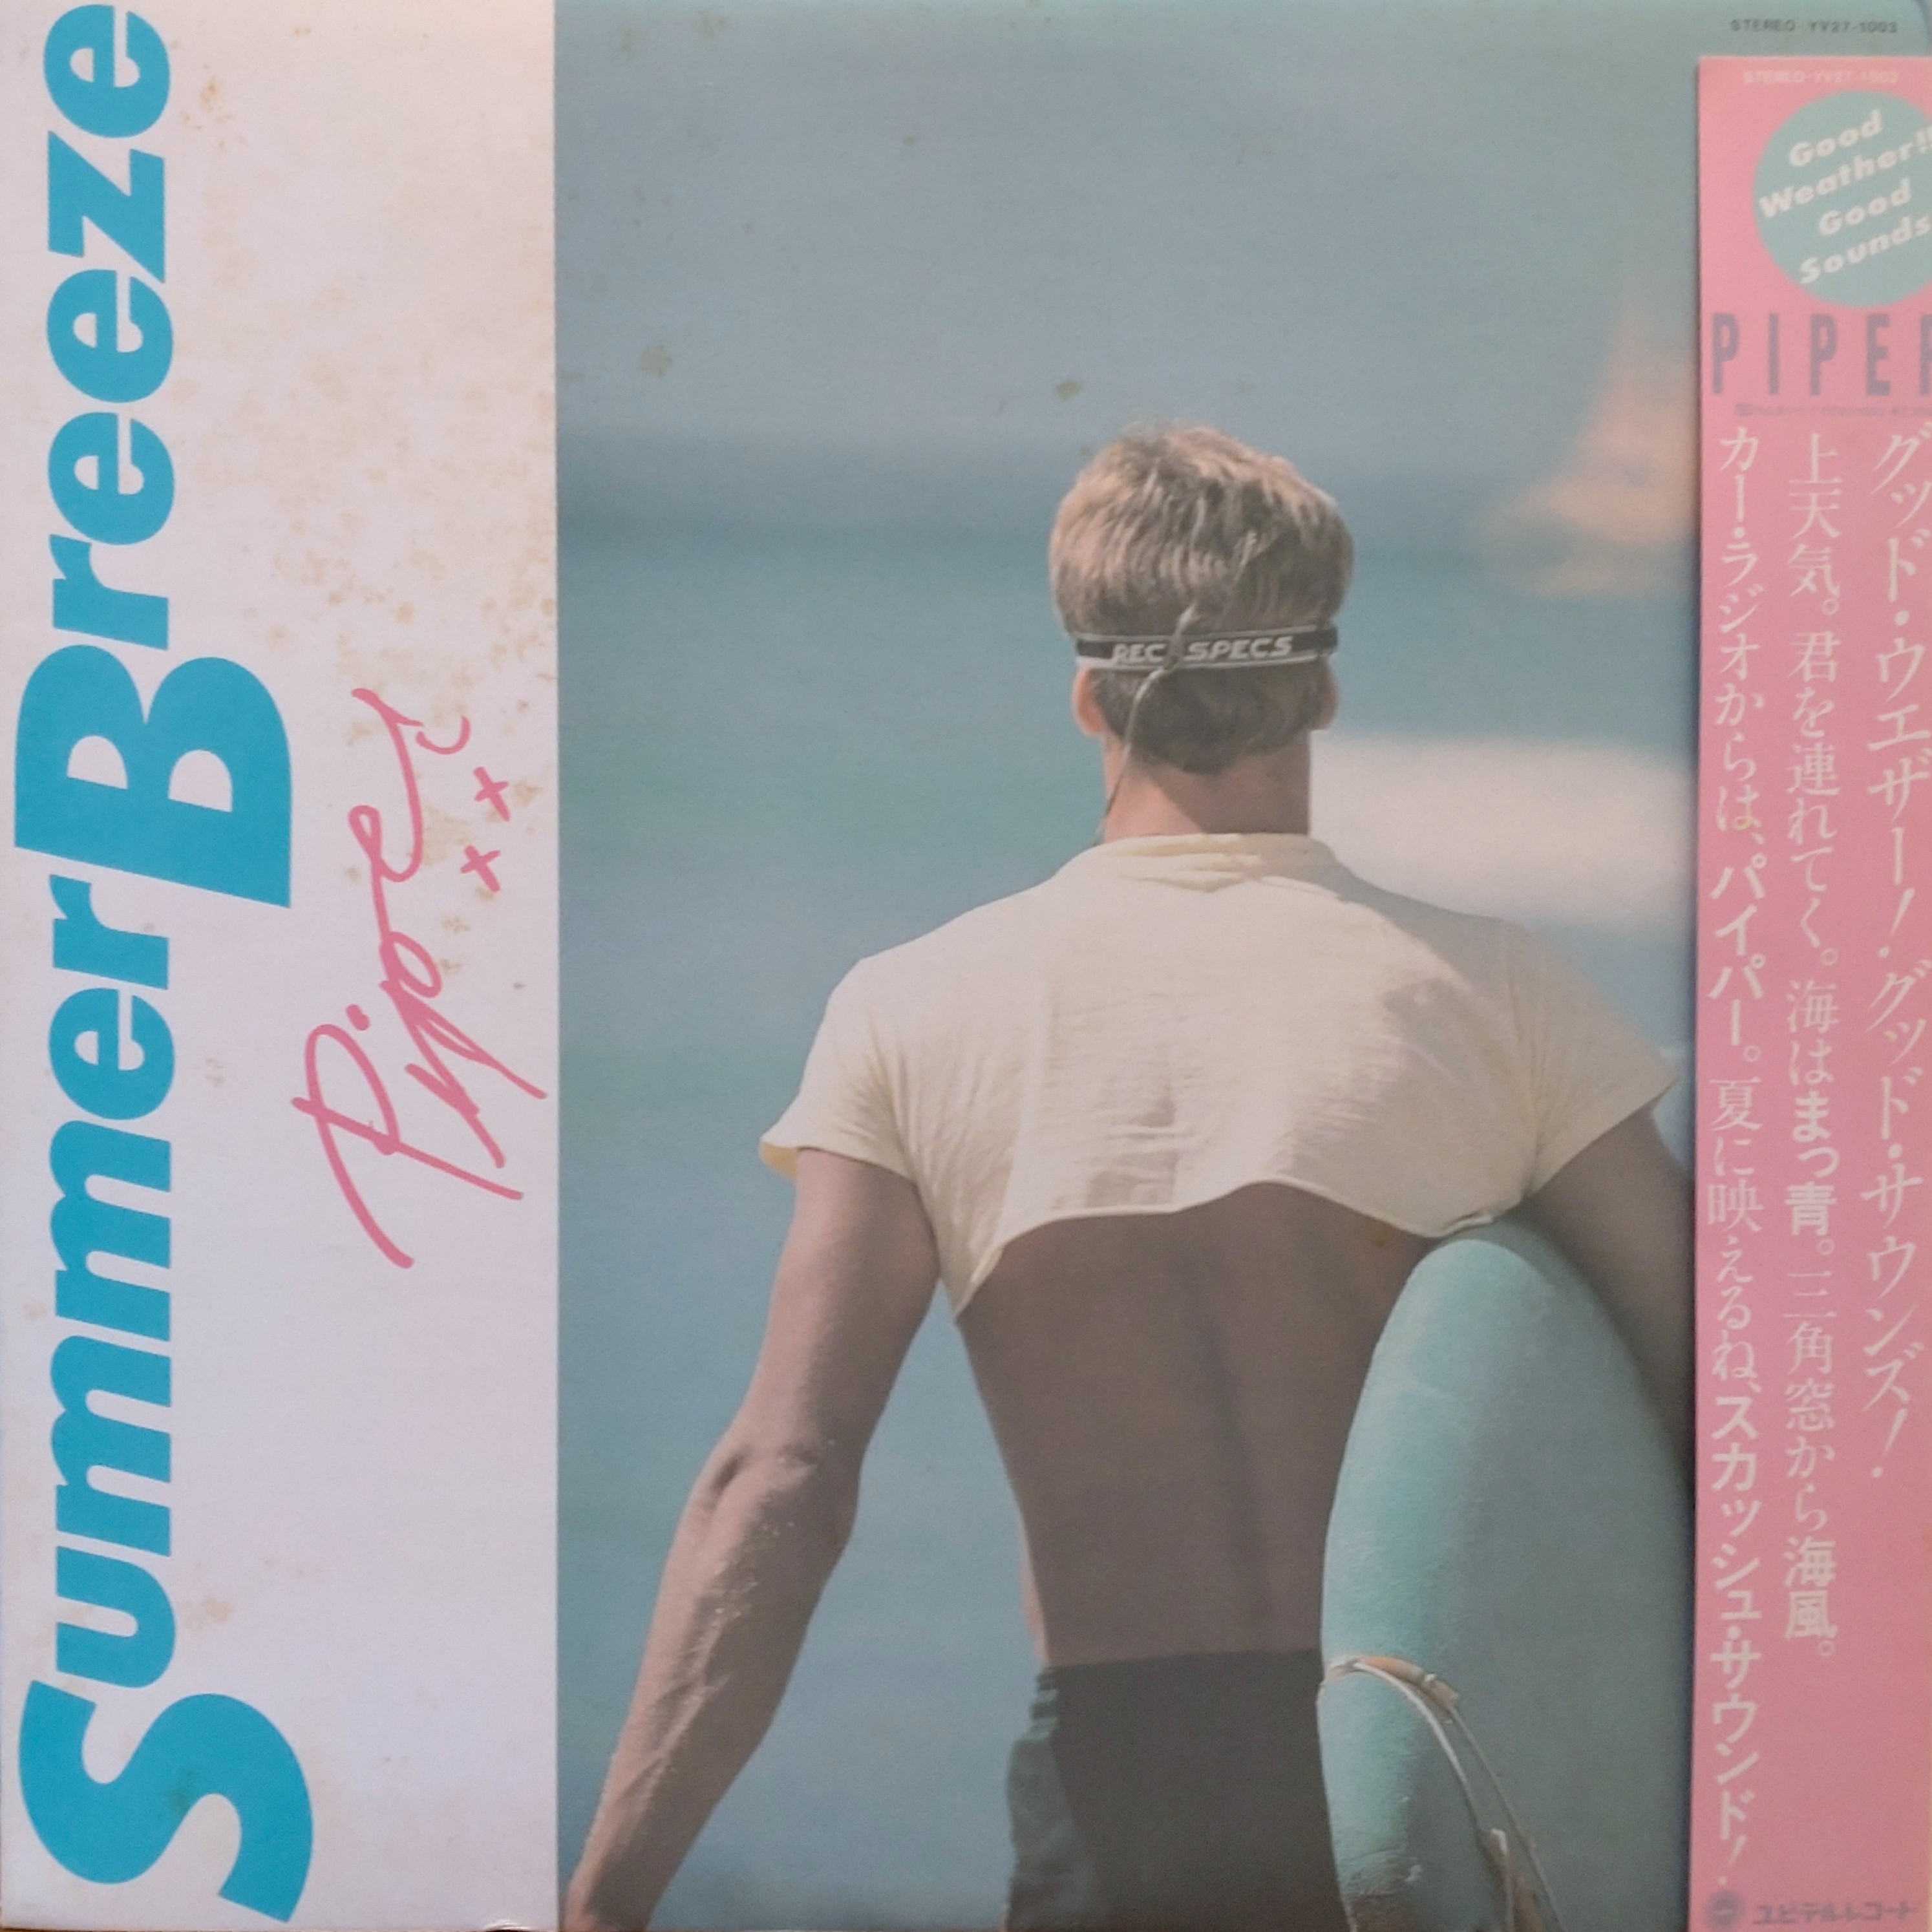 Summer Breeze
Piper
STEREO・YV27-1003
STEREO-YV27-1003
Good
Weather!!
Good
Sounds
PIPER
グッド・ウエザー!グッド・サウンズ!
上天気。君を連れてく。海はまっ青。三角窓から海風。
カー・ラジオからは、パイパー。夏に映えるね、スカッシュ・サウンド!
REC SPECS
ユピテルレコード